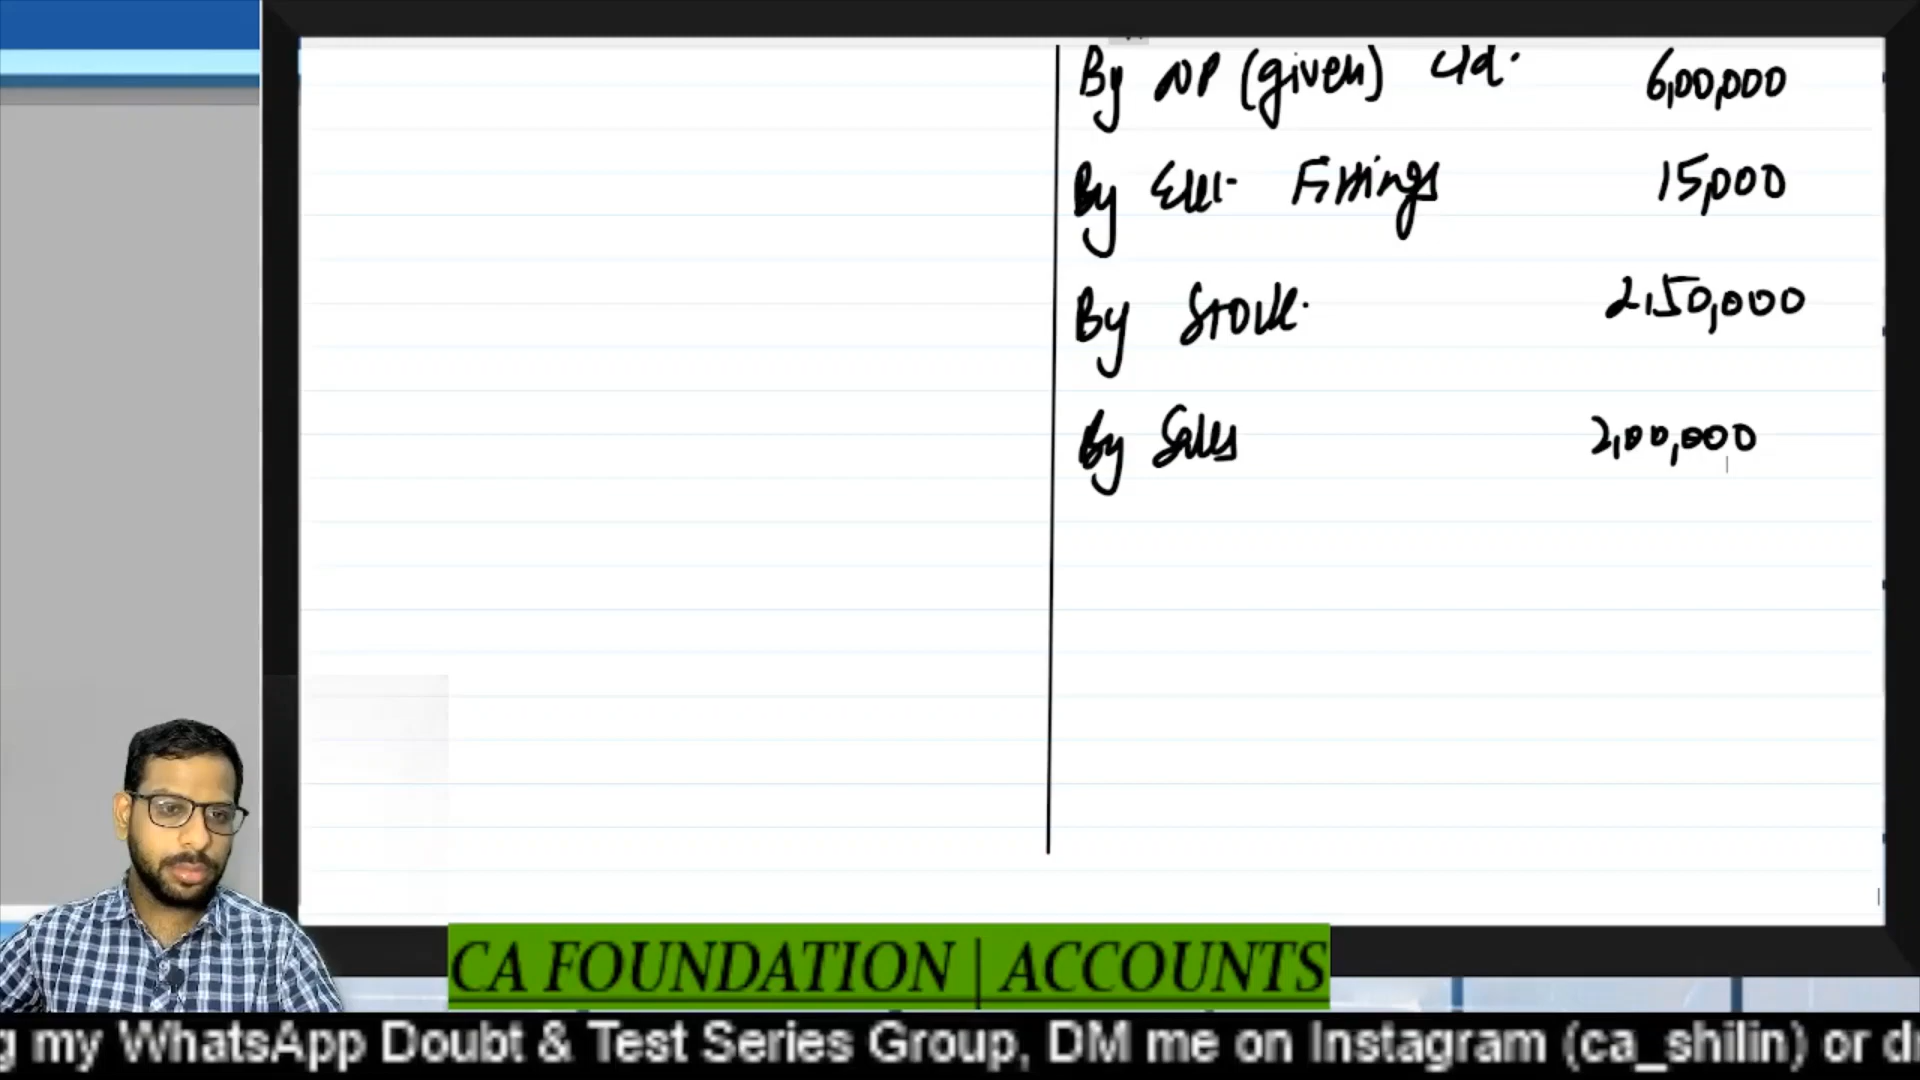 By NP (given) c/d. 6,00,000
By Elec. Fittings 15,000
By Stock. 2,50,000
By Sales 2,00,000
CA FOUNDATION | ACCOUNTS
g my WhatsApp Doubt & Test Series Group, DM me on Instagram (ca_shilin) or d